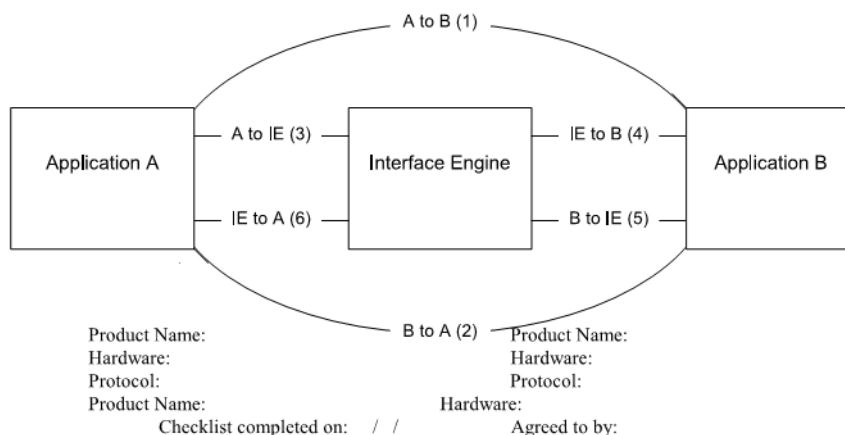 A to B (1)
A to IE (3)
IE to B (4)
Application A
Interface Engine
Application B
IE to A (6)
B to IE (5)
B to A (2)
Product Name: Product Name:
Hardware: Hardware:
Protocol: Protocol:
Product Name: Hardware:
Checklist completed on: / / Agreed to by: